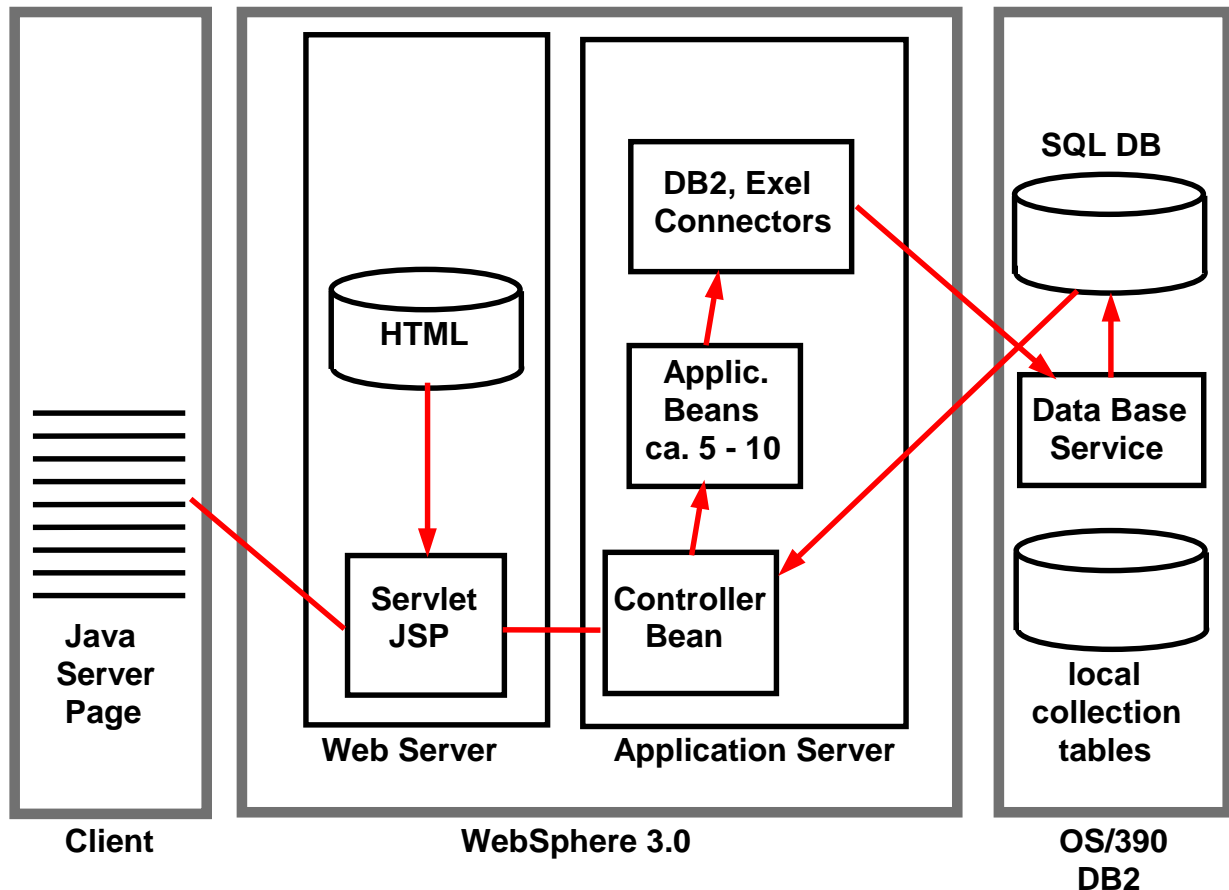 SQL DB
DB2, Exel
Connectors
HTML
Applic.
Beans
ca. 5 - 10
Data Base
Service
Servlet
JSP
Controller
Bean
Java
Server
Page
local
collection
tables
Web Server
Application Server
Client
WebSphere 3.0
OS/390
DB2